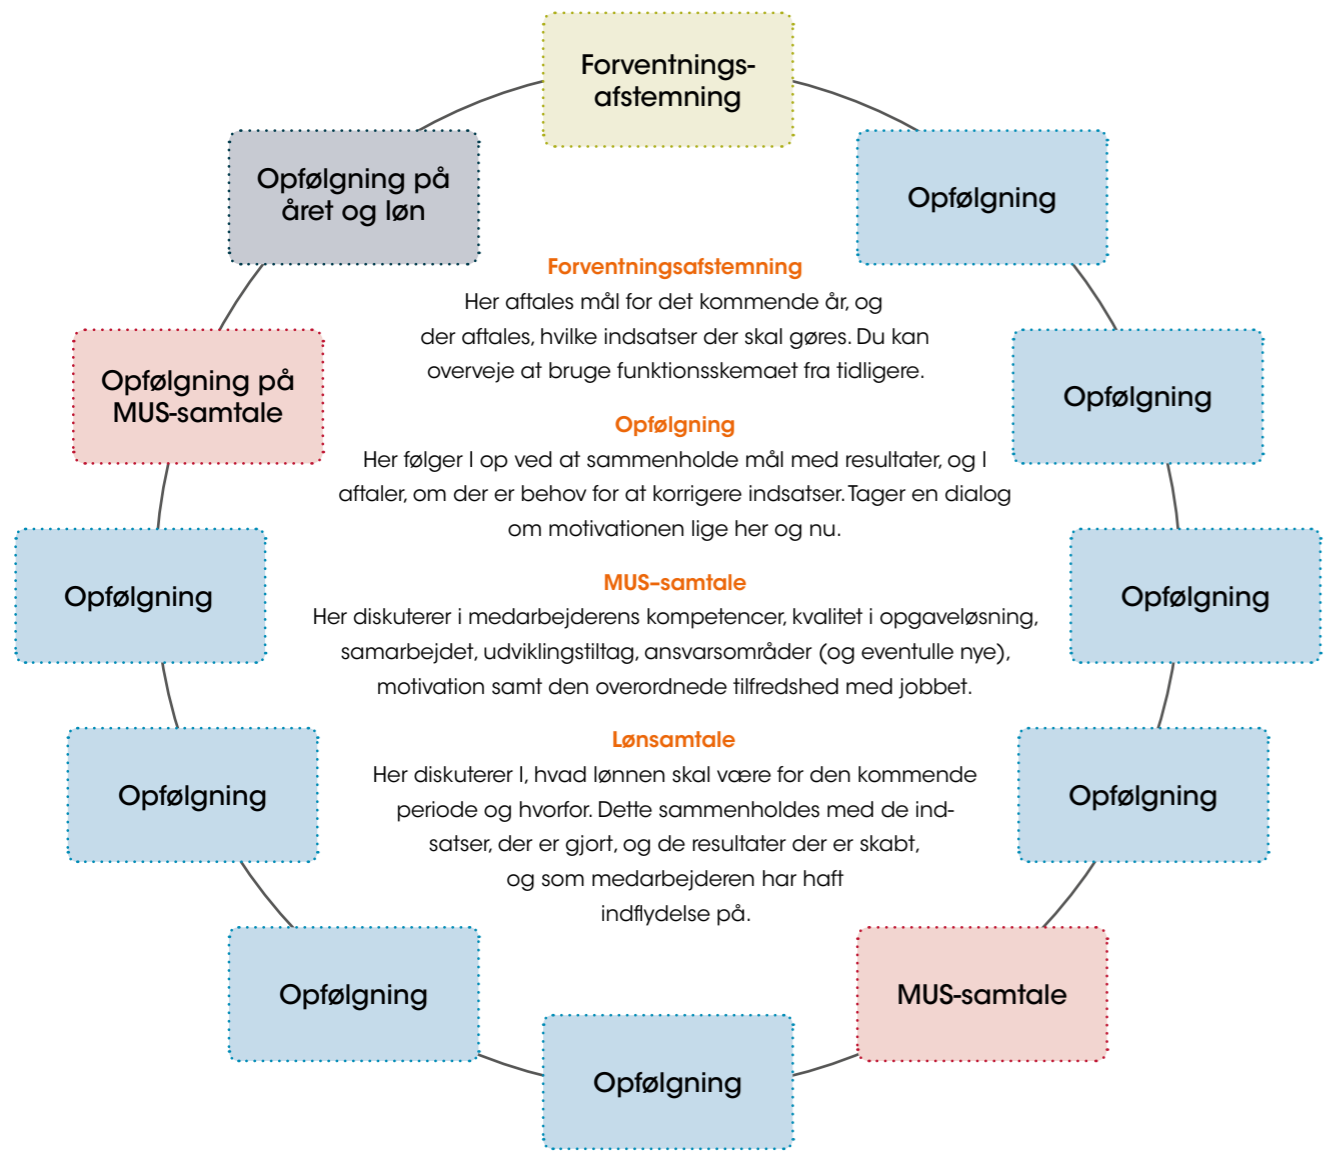 Forventnings-
afstemning
Opfølgning
Opfølgning
Opfølgning
Opfølgning
MUS-samtale
Opfølgning
Opfølgning
Opfølgning
Opfølgning
Opfølgning på
MUS-samtale
Opfølgning på
året og løn
Forventningsafstemning
Her aftales mål for det kommende år, og
der aftales, hvilke indsatser der skal gøres. Du kan
overveje at bruge funktionsskemaet fra tidligere.
Opfølgning
Her følger I op ved at sammenholde mål med resultater, og I
aftaler, om der er behov for at korrigere indsatser. Tager en dialog
om motivationen lige her og nu.
MUS-samtale
Her diskuterer i medarbejderens kompetencer, kvalitet i opgaveløsning,
samarbejdet, udviklingstiltag, ansvarsområder (og eventulle nye),
motivation samt den overordnede tilfredshed med jobbet.
Lønsamtale
Her diskuterer I, hvad lønnen skal være for den kommende
periode og hvorfor. Dette sammenholdes med de ind-
satser, der er gjort, og de resultater der er skabt,
og som medarbejderen har haft
indflydelse på.